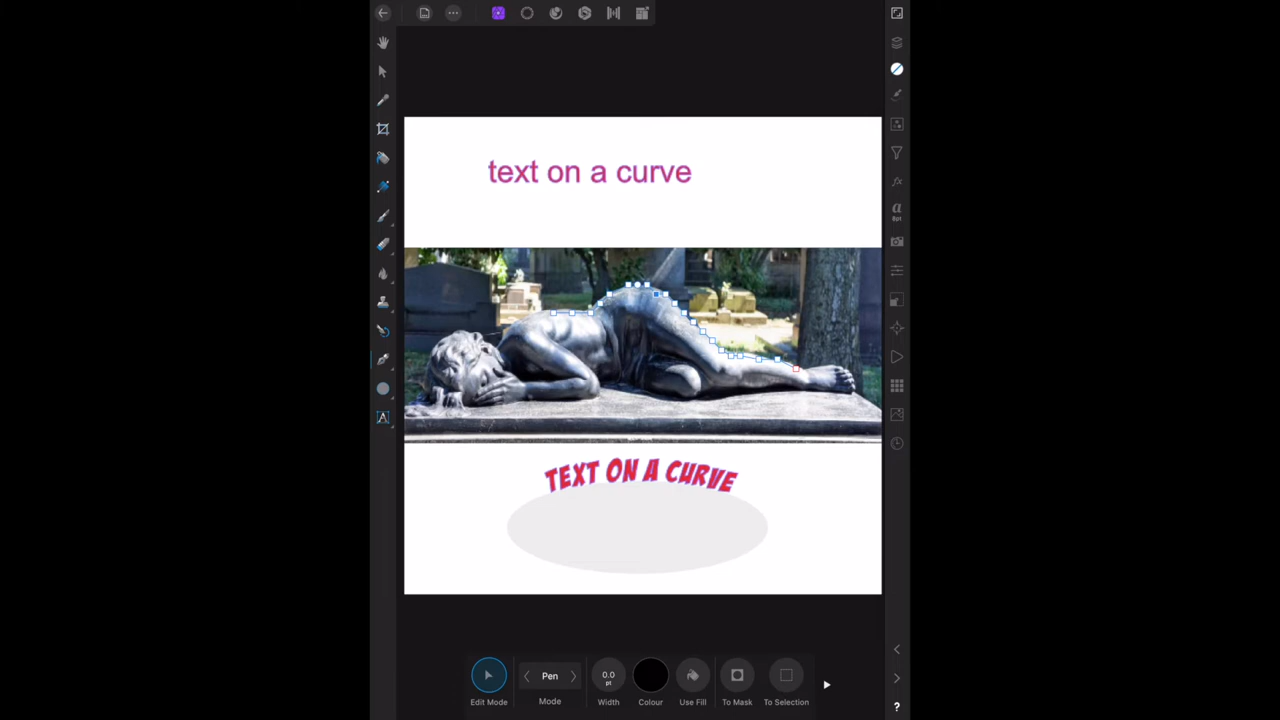 text on a curve
TEXT ON A CURVE
a
8pt
A
0.0
pt
Pen
Edit Mode
Mode
Width
Colour
Use Fill
To Mask
To Selection
?